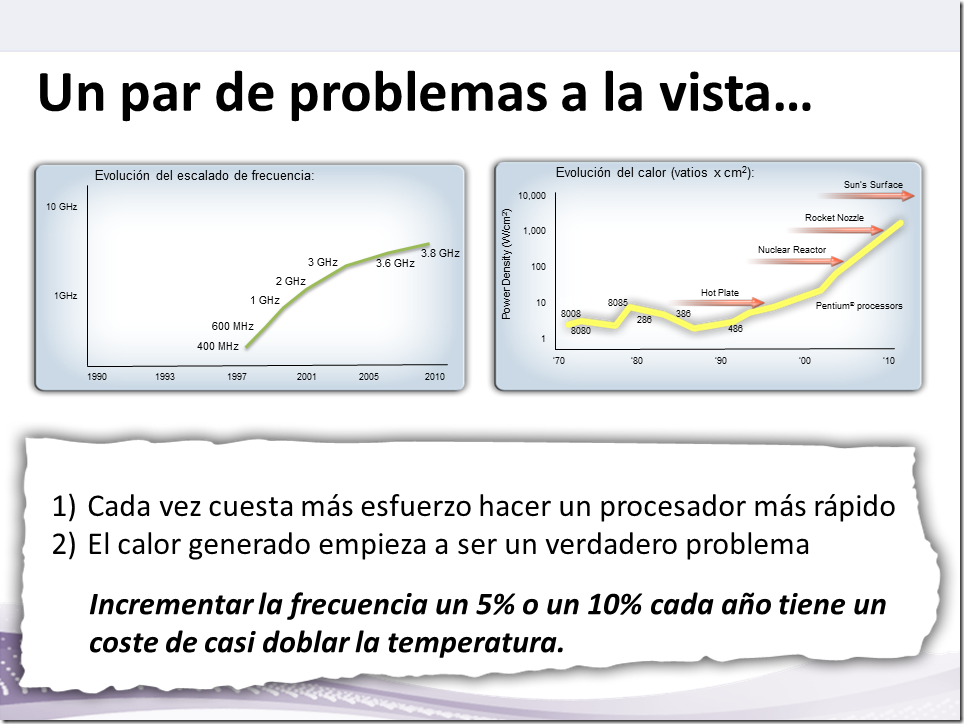 Un par de problemas a la vista…
Evolución del escalado de frecuencia:
10 GHz
1GHz
3.8 GHz
3.6 GHz
3 GHz
2 GHz
1 GHz
600 MHz
400 MHz
1990 1993 1997 2001 2005 2010
Evolución del calor (vatios x cm2):
Power Density (W/cm2)
10,000
1,000
100
10
1
Sun's Surface
Rocket Nozzle
Nuclear Reactor
Hot Plate
8008
8080
8085
286
386
486
Pentium® processors
'70 '80 '90 '00 '10
1) Cada vez cuesta más esfuerzo hacer un procesador más rápido
2) El calor generado empieza a ser un verdadero problema
Incrementar la frecuencia un 5% o un 10% cada año tiene un
coste de casi doblar la temperatura.